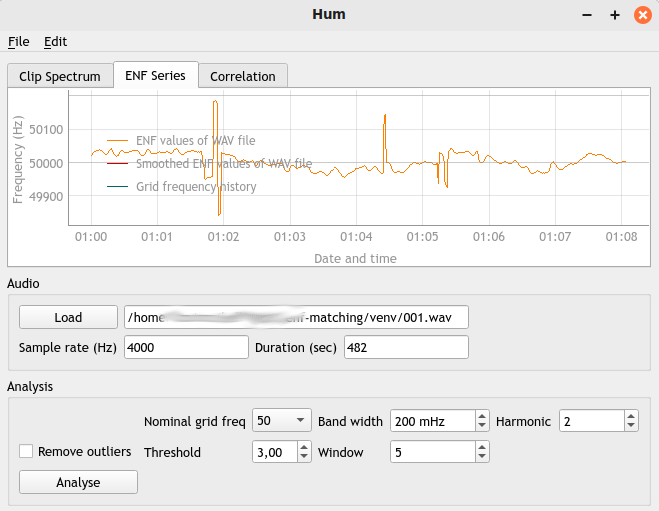 Hum
File Edit
Clip Spectrum ENF Series Correlation
Frequency (Hz)
50100
50000
49900
ENF values of WAV file
Smoothed ENF values of WAV file
Grid frequency history
01:00 01:01 01:02 01:03 01:04 01:05 01:06 01:07 01:08
Date and time
Audio
Load /home enf-matching/venv/001.wav
Sample rate (Hz) 4000 Duration (sec) 482
Analysis
Nominal grid freq 50 Band width 200 mHz Harmonic 2
Remove outliers Threshold 3,00 Window 5
Analyse